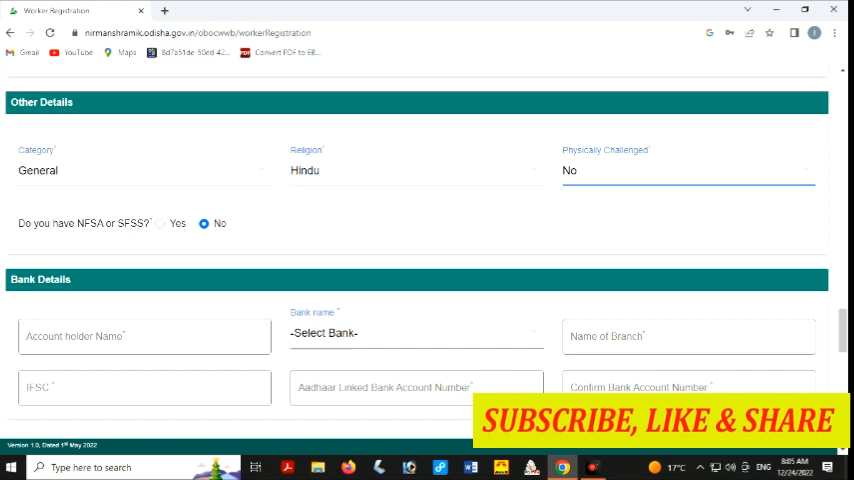 Worker Registration
nirmanshramik.odisha.gov.in/obocwwb/workerRegistration
Gmail YouTube Maps 8d7a51de-50ed-42... Convert PDF to EB...
Other Details
Category*
Religion*
Physically Challenged*
General
Hindu
No
Do you have NFSA or SFSS?* Yes No
Bank Details
Bank name *
Account holder Name*
-Select Bank-
Name of Branch*
IFSC *
Aadhaar Linked Bank Account Number*
Confirm Bank Account Number *
SUBSCRIBE, LIKE & SHARE
Version 1.0, Dated 1st May 2022
Type here to search
17°C
ENG
8:05 AM
12/24/2022